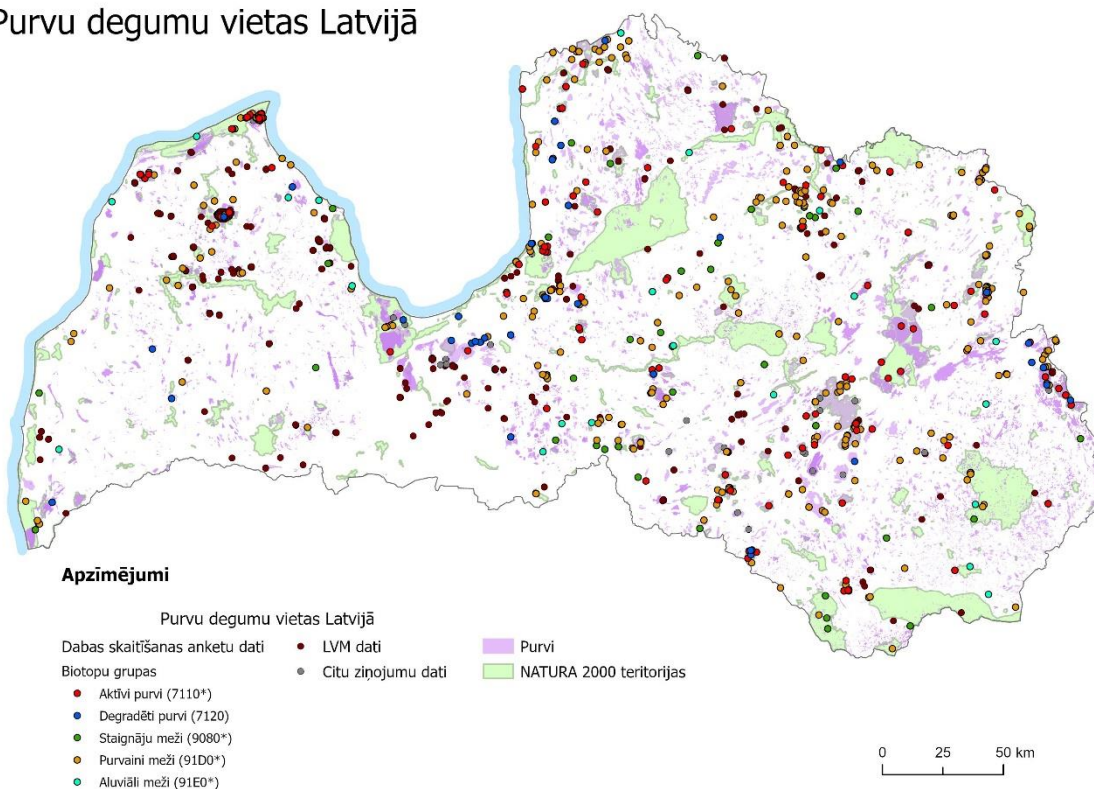 Purvu degumu vietas Latvijā
Apzīmējumi
Purvu degumu vietas Latvijā
Dabas skaitīšanas anketu dati
Biotopu grupas
Aktīvi purvi (7110*)
Degradēti purvi (7120)
Staignāju meži (9080*)
Purvaini meži (91D0*)
Aluviāli meži (91E0*)
LVM dati
Citu ziņojumu dati
Purvi
NATURA 2000 teritorijas
0 25 50 km